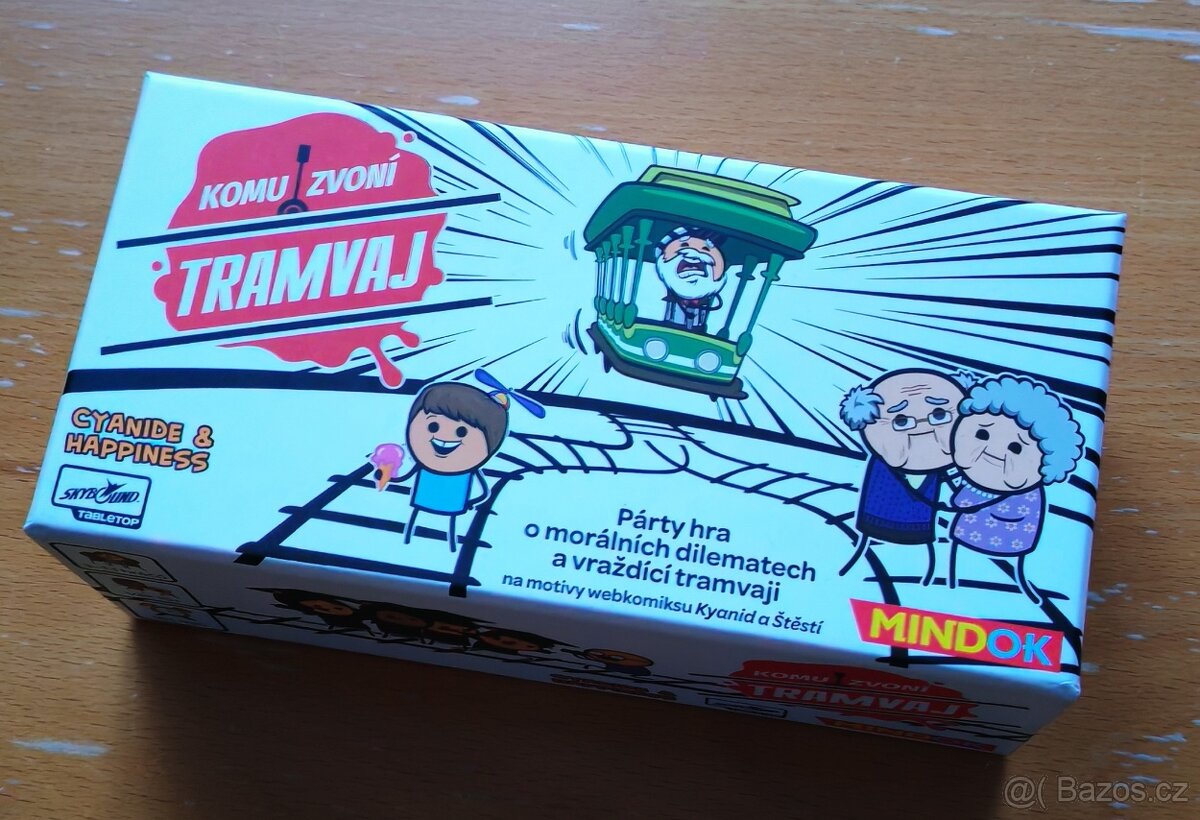 KOMU ZVONÍ
TRAMVAJ
CYANIDE &
HAPPINESS
SKYBOUND
TABLETOP
Párty hra
o morálních dilematech
a vraždící tramvaji
na motivy webkomiksu Kyanid a Štěstí
MINDOK
KOMU ZVONÍ
TRAMVAJ
@( Bazos.cz